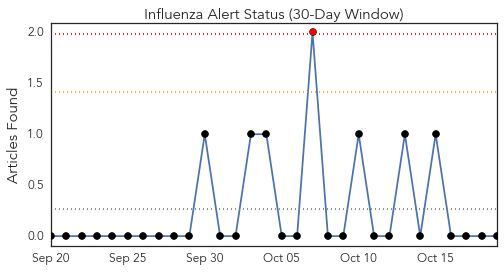 Influenza Alert Status (30-Day Window)
Articles Found
2.0
1.5
1.0
0.5
0.0
Sep 20 Sep 25 Sep 30 Oct 05 Oct 10 Oct 15